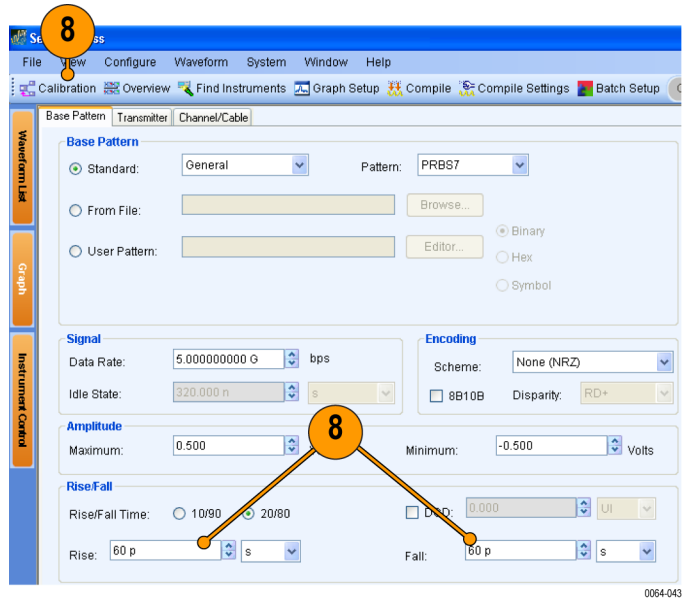 8
File View Configure Waveform System Window Help
Calibration Overview Find Instruments Graph Setup Compile Compile Settings Batch Setup
Base Pattern Transmitter Channel/Cable
Waveform List
Graph
Instrument Control
Base Pattern
Standard: General Pattern: PRBS7
From File: Browse...
User Pattern: Editor... Binary
Hex
Symbol
Signal
Data Rate: 5.000000000 G bps
Idle State: 320.000 n s
Encoding
Scheme: None (NRZ)
8B10B Disparity: RD+
Amplitude
Maximum: 0.500
8
Minimum: -0.500 Volts
Rise/Fall
Rise/Fall Time: 10/90 20/80 DCD: 0.000 UI
Rise: 60 p s Fall: 60 p s
0064-043